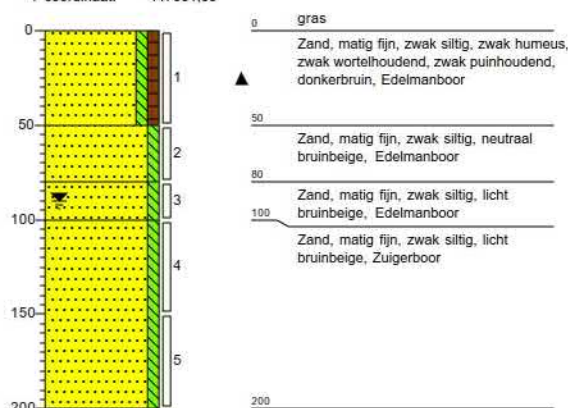 0
50
100
150
200
1
2
3
4
5
0
gras
Zand, matig fijn, zwak siltig, zwak humeus,
zwak wortelhoudend, zwak puinhoudend,
donkerbruin, Edelmanboor
50
Zand, matig fijn, zwak siltig, neutraal
bruinbeige, Edelmanboor
80
Zand, matig fijn, zwak siltig, licht
bruinbeige, Edelmanboor
100
Zand, matig fijn, zwak siltig, licht
bruinbeige, Zuigerboor
200